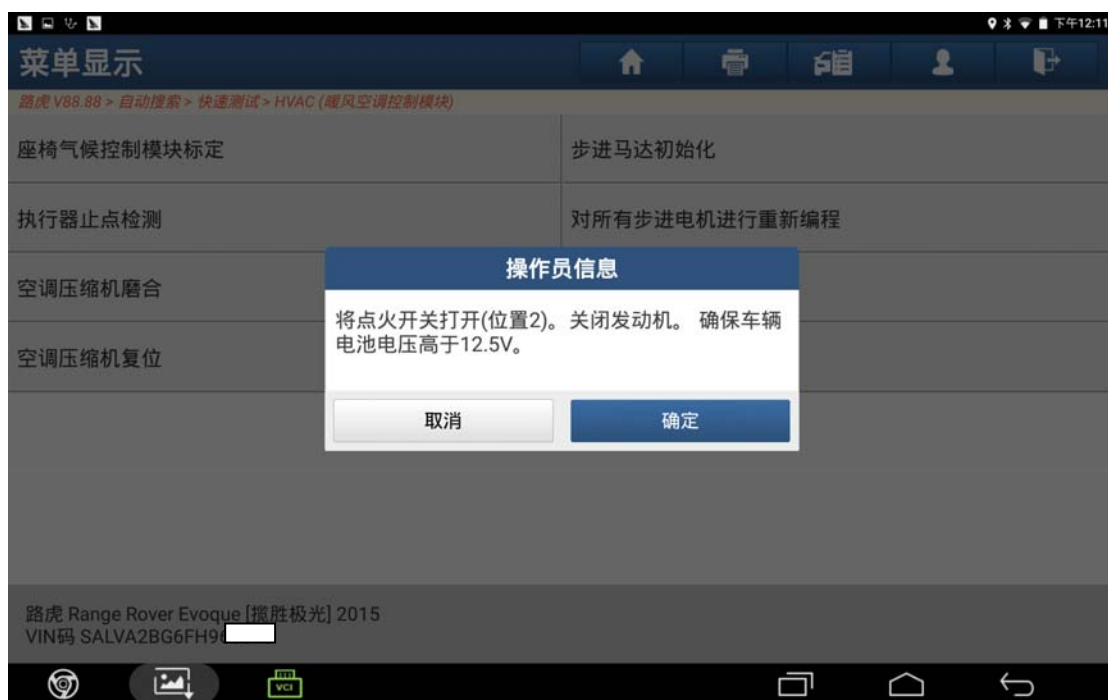 下午12:11
菜单显示
路虎 V88.88 > 自动搜索 > 快速测试 > HVAC (暖风空调控制模块)
座椅气候控制模块标定
步进马达初始化
执行器止点检测
对所有步进电机进行重新编程
空调压缩机磨合
空调压缩机复位
操作员信息
将点火开关打开(位置2)。关闭发动机。 确保车辆
电池电压高于12.5V。
取消
确定
路虎 Range Rover Evoque [揽胜极光] 2015
VIN码 SALVA2BG6FH96
VCI